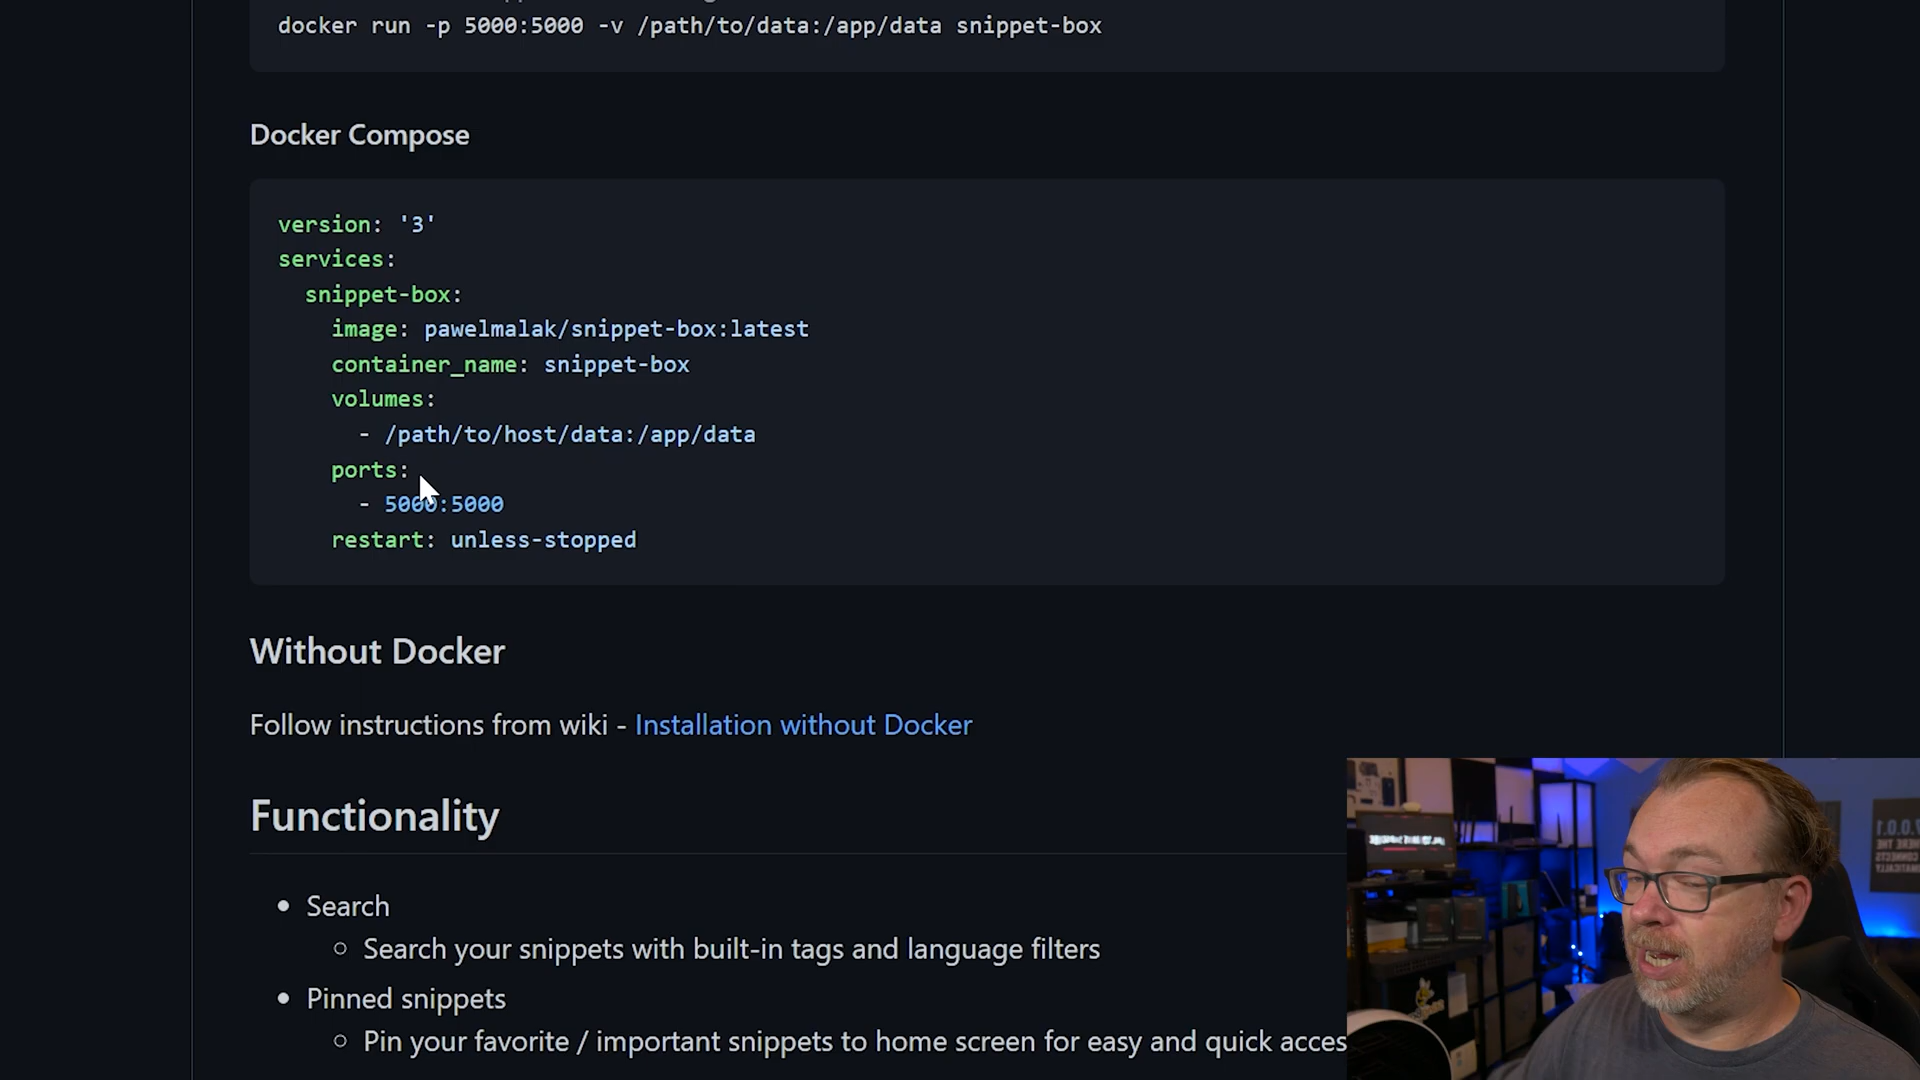 docker run -p 5000:5000 -v /path/to/data:/app/data snippet-box
Docker Compose
version: '3'
services:
snippet-box:
image: pawelmalak/snippet-box:latest
container_name: snippet-box
volumes:
- /path/to/host/data:/app/data
ports:
- 5000:5000
restart: unless-stopped
Without Docker
Follow instructions from wiki - Installation without Docker
Functionality
Search
Search your snippets with built-in tags and language filters
Pinned snippets
Pin your favorite / important snippets to home screen for easy and quick acces